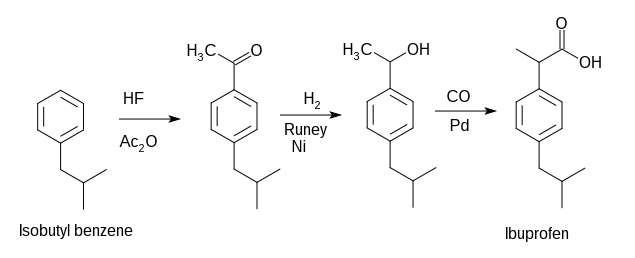 H₃C
O
HF
Ac₂O
H₂
Runey
Ni
H₃C
OH
CO
Pd
O
OH
Isobutyl benzene
Ibuprofen